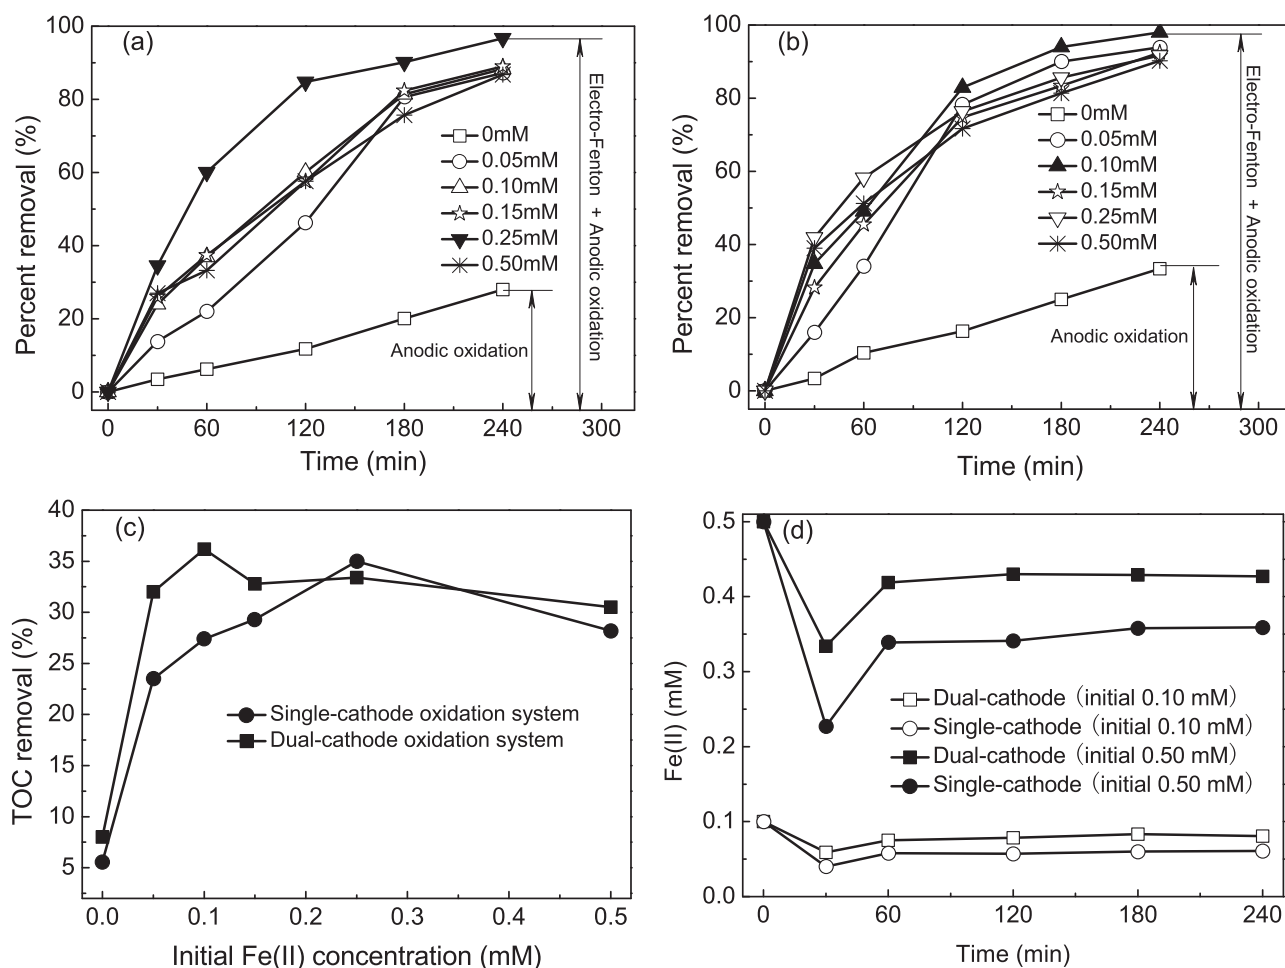 (a)
100
80
60
40
20
0
Percent removal (%)
0mM
0.05mM
0.10mM
0.15mM
0.25mM
0.50mM
Anodic oxidation
Electro-Fenton + Anodic oxidation
0 60 120 180 240 300
Time (min)
(b)
100
80
60
40
20
0
Percent removal (%)
0mM
0.05mM
0.10mM
0.15mM
0.25mM
0.50mM
Anodic oxidation
Electro-Fenton + Anodic oxidation
0 60 120 180 240 300
Time (min)
(c)
40
35
30
25
20
15
10
5
TOC removal (%)
Single-cathode oxidation system
Dual-cathode oxidation system
0.0 0.1 0.2 0.3 0.4 0.5
Initial Fe(II) concentration (mM)
(d)
0.5
0.4
0.3
0.2
0.1
0.0
Fe(II) (mM)
Dual-cathode（initial 0.10 mM）
Single-cathode（initial 0.10 mM）
Dual-cathode（initial 0.50 mM）
Single-cathode（initial 0.50 mM）
0 60 120 180 240
Time (min)